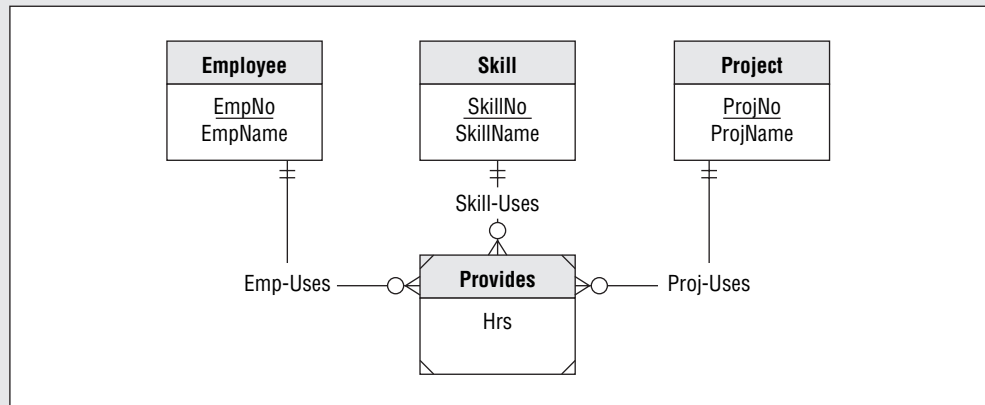 Employee
EmpNo
EmpName
Skill
SkillNo
SkillName
Project
ProjNo
ProjName
Skill-Uses
Emp-Uses
Provides
Hrs
Proj-Uses